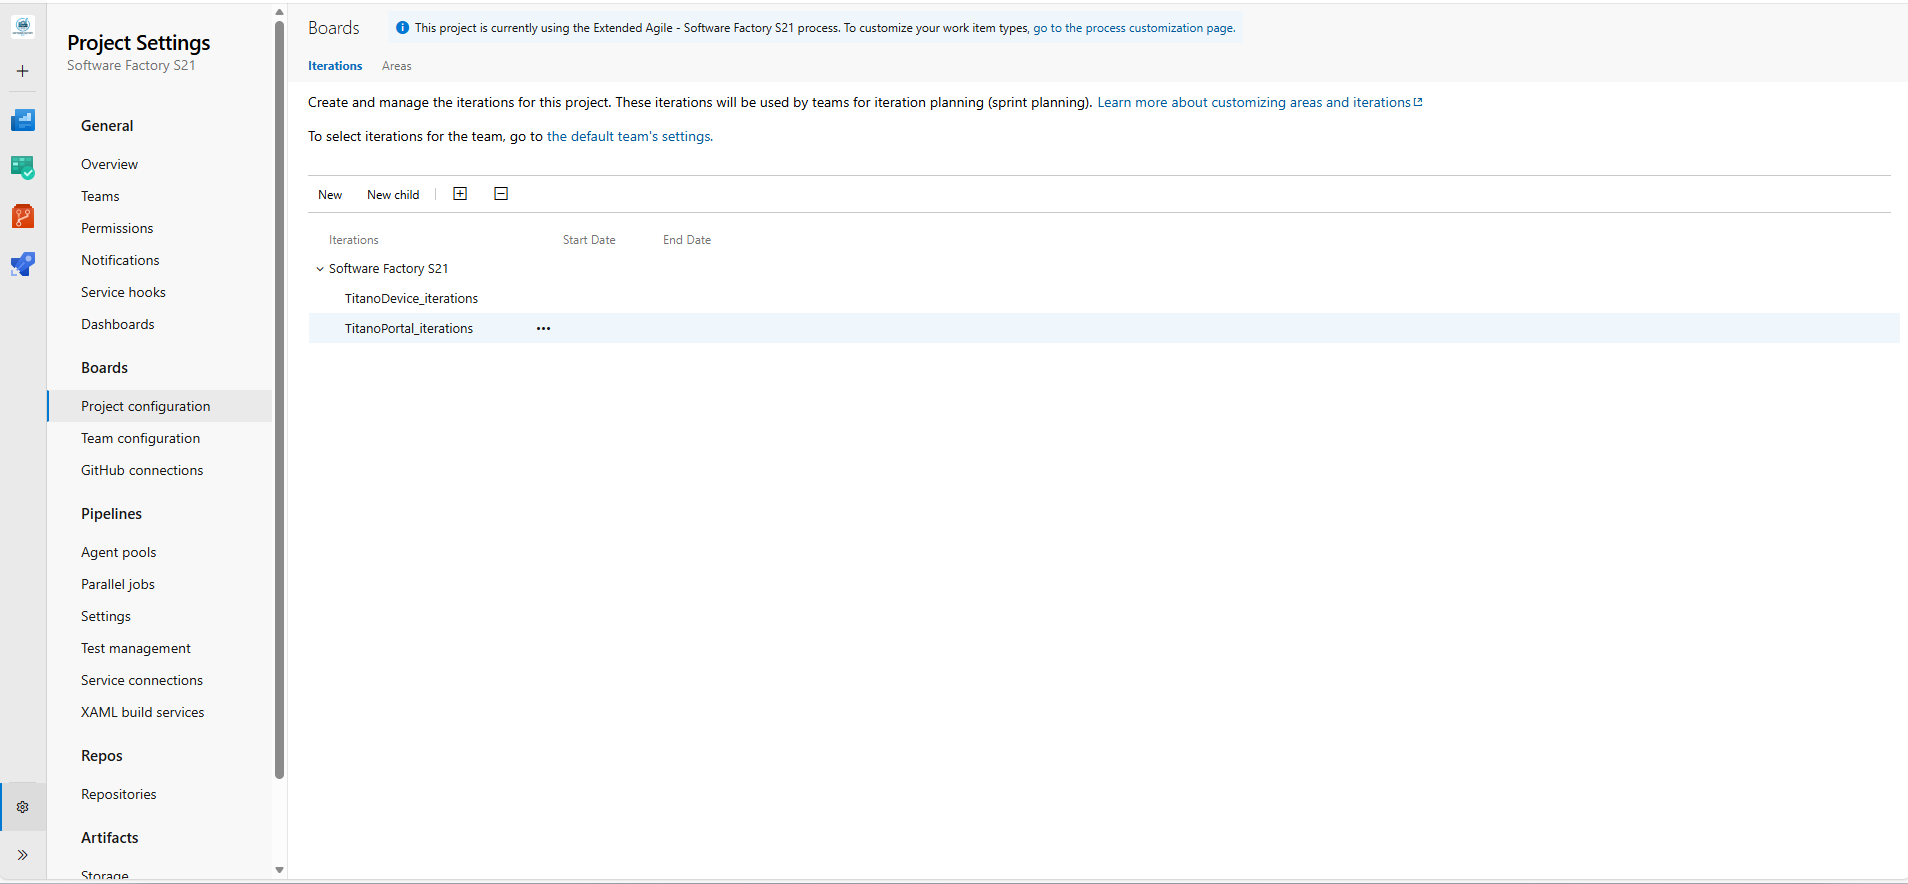 Project Settings
Software Factory S21
General
Overview
Teams
Permissions
Notifications
Service hooks
Dashboards
Boards
Project configuration
Team configuration
GitHub connections
Pipelines
Agent pools
Parallel jobs
Settings
Test management
Service connections
XAML build services
Repos
Repositories
Artifacts
Storage
Boards
This project is currently using the Extended Agile - Software Factory S21 process. To customize your work item types, go to the process customization page.
Iterations Areas
Create and manage the iterations for this project. These iterations will be used by teams for iteration planning (sprint planning). Learn more about customizing areas and iterations
To select iterations for the team, go to the default team's settings.
New New child
Iterations Start Date End Date
Software Factory S21
TitanoDevice_iterations
TitanoPortal_iterations